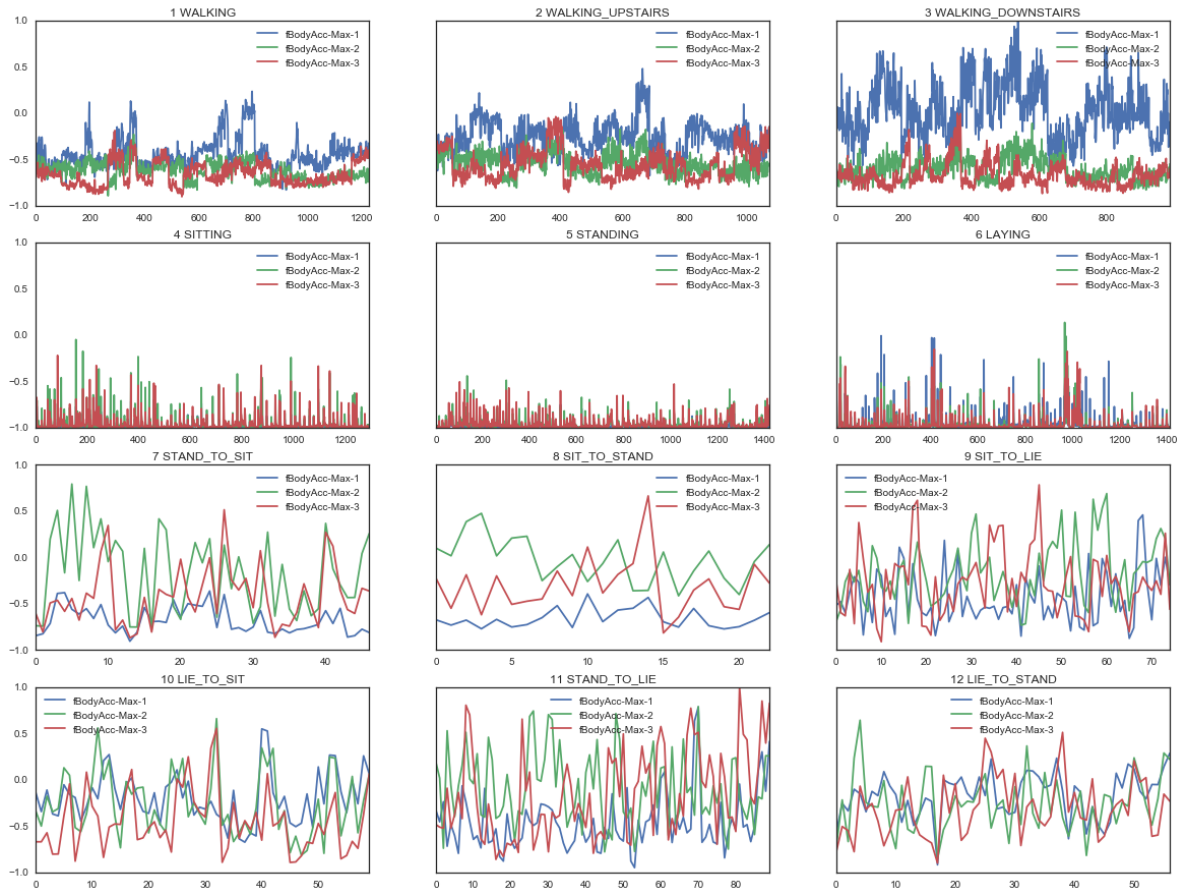 1 WALKING
1.0
0.5
0.0
−0.5
−1.0
fBodyAcc-Max-1
fBodyAcc-Max-2
fBodyAcc-Max-3
0 200 400 600 800 1000 1200
2 WALKING_UPSTAIRS
fBodyAcc-Max-1
fBodyAcc-Max-2
fBodyAcc-Max-3
0 200 400 600 800 1000
3 WALKING_DOWNSTAIRS
fBodyAcc-Max-1
fBodyAcc-Max-2
fBodyAcc-Max-3
0 200 400 600 800
4 SITTING
1.0
0.5
0.0
−0.5
−1.0
fBodyAcc-Max-1
fBodyAcc-Max-2
fBodyAcc-Max-3
0 200 400 600 800 1000 1200
5 STANDING
fBodyAcc-Max-1
fBodyAcc-Max-2
fBodyAcc-Max-3
0 200 400 600 800 1000 1200 1400
6 LAYING
fBodyAcc-Max-1
fBodyAcc-Max-2
fBodyAcc-Max-3
0 200 400 600 800 1000 1200 1400
7 STAND_TO_SIT
1.0
0.5
0.0
−0.5
−1.0
fBodyAcc-Max-1
fBodyAcc-Max-2
fBodyAcc-Max-3
0 10 20 30 40
8 SIT_TO_STAND
fBodyAcc-Max-1
fBodyAcc-Max-2
fBodyAcc-Max-3
0 5 10 15 20
9 SIT_TO_LIE
fBodyAcc-Max-1
fBodyAcc-Max-2
fBodyAcc-Max-3
0 10 20 30 40 50 60 70
10 LIE_TO_SIT
1.0
0.5
0.0
−0.5
−1.0
fBodyAcc-Max-1
fBodyAcc-Max-2
fBodyAcc-Max-3
0 10 20 30 40 50
11 STAND_TO_LIE
fBodyAcc-Max-1
fBodyAcc-Max-2
fBodyAcc-Max-3
0 10 20 30 40 50 60 70 80
12 LIE_TO_STAND
fBodyAcc-Max-1
fBodyAcc-Max-2
fBodyAcc-Max-3
0 10 20 30 40 50